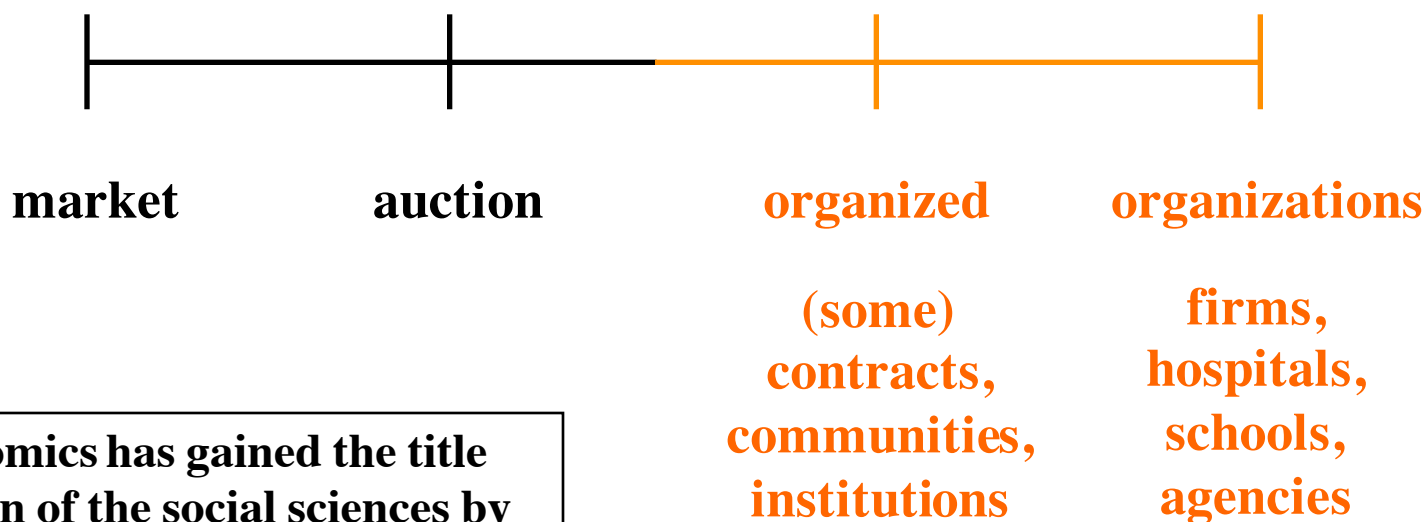 market
auction
organized
organizations
(some)
contracts,
communities,
institutions
firms,
hospitals,
schools,
agencies
has gained the title
of the social sciences by